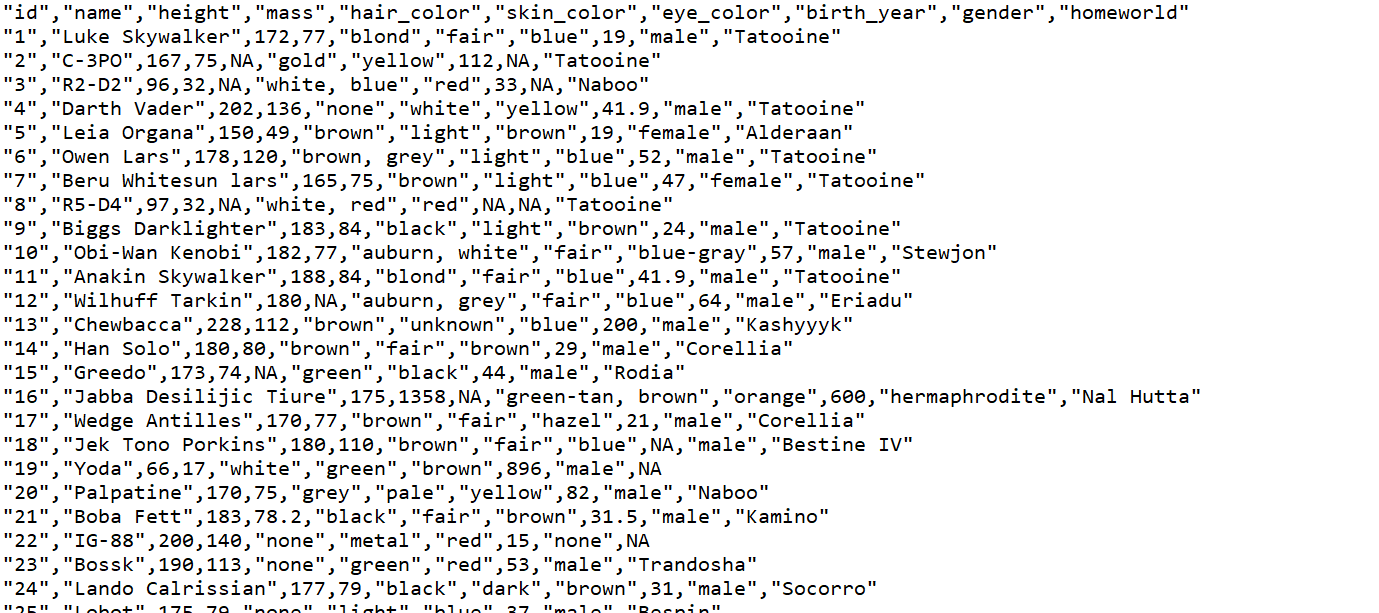 "id","name","height","mass","hair_color","skin_color","eye_color","birth_year","gender","homeworld"
"1","Luke Skywalker",172,77,"blond","fair","blue",19,"male","Tatooine"
"2","C-3PO",167,75,NA,"gold","yellow",112,NA,"Tatooine"
"3","R2-D2",96,32,NA,"white, blue","red",33,NA,"Naboo"
"4","Darth Vader",202,136,"none","white","yellow",41.9,"male","Tatooine"
"5","Leia Organa",150,49,"brown","light","brown",19,"female","Alderaan"
"6","Owen Lars",178,120,"brown, grey","light","blue",52,"male","Tatooine"
"7","Beru Whitesun lars",165,75,"brown","light","blue",47,"female","Tatooine"
"8","R5-D4",97,32,NA,"white, red","red",NA,NA,"Tatooine"
"9","Biggs Darklighter",183,84,"black","light","brown",24,"male","Tatooine"
"10","Obi-Wan Kenobi",182,77,"auburn, white","fair","blue-gray",57,"male","Stewjon"
"11","Anakin Skywalker",188,84,"blond","fair","blue",41.9,"male","Tatooine"
"12","Wilhuff Tarkin",180,NA,"auburn, grey","fair","blue",64,"male","Eriadu"
"13","Chewbacca",228,112,"brown","unknown","blue",200,"male","Kashyyyk"
"14","Han Solo",180,80,"brown","fair","brown",29,"male","Corellia"
"15","Greedo",173,74,NA,"green","black",44,"male","Rodia"
"16","Jabba Desilijic Tiure",175,1358,NA,"green-tan, brown","orange",600,"hermaphrodite","Nal Hutta"
"17","Wedge Antilles",170,77,"brown","fair","hazel",21,"male","Corellia"
"18","Jek Tono Porkins",180,110,"brown","fair","blue",NA,"male","Bestine IV"
"19","Yoda",66,17,"white","green","brown",896,"male",NA
"20","Palpatine",170,75,"grey","pale","yellow",82,"male","Naboo"
"21","Boba Fett",183,78.2,"black","fair","brown",31.5,"male","Kamino"
"22","IG-88",200,140,"none","metal","red",15,"none",NA
"23","Bossk",190,113,"none","green","red",53,"male","Trandosha"
"24","Lando Calrissian",177,79,"black","dark","brown",31,"male","Socorro"
"25","Lobot",175,79,"none","light","blue",37,"male","Bespin"